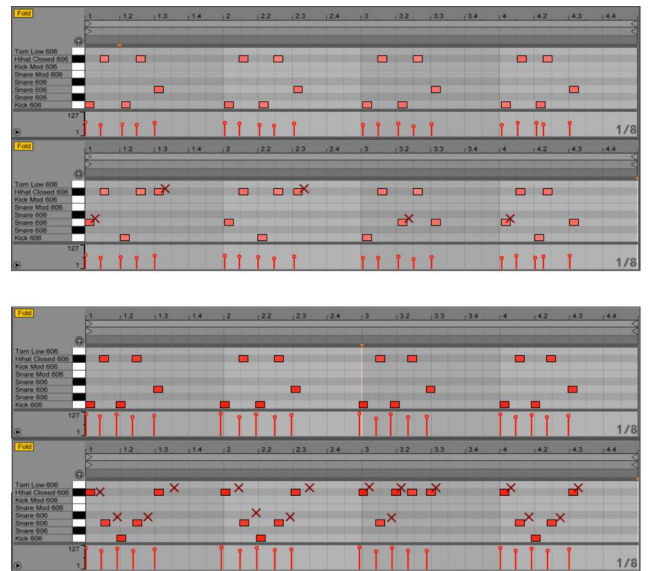 Fold
1 1.2 1.3 1.4 2 2.2 2.3 2.4 3 3.2 3.3 3.4 4 4.2 4.3 4.4
Tom Low 606
Hihat Closed 606
Kick Mod 606
Snare Mod 606
Snare 606
Snare 606
Snare 606
Kick 606
127
1
1/8
Fold
1 1.2 1.3 1.4 2 2.2 2.3 2.4 3 3.2 3.3 3.4 4 4.2 4.3 4.4
Tom Low 606
Hihat Closed 606
Kick Mod 606
Snare Mod 606
Snare 606
Snare 606
Snare 606
Kick 606
127
1
1/8
Fold
1 1.2 1.3 1.4 2 2.2 2.3 2.4 3 3.2 3.3 3.4 4 4.2 4.3 4.4
Tom Low 606
Hihat Closed 606
Kick Mod 606
Snare Mod 606
Snare 606
Snare 606
Snare 606
Kick 606
127
1
1/8
Fold
1 1.2 1.3 1.4 2 2.2 2.3 2.4 3 3.2 3.3 3.4 4 4.2 4.3 4.4
Tom Low 606
Hihat Closed 606
Kick Mod 606
Snare Mod 606
Snare 606
Snare 606
Snare 606
Kick 606
127
1
1/8